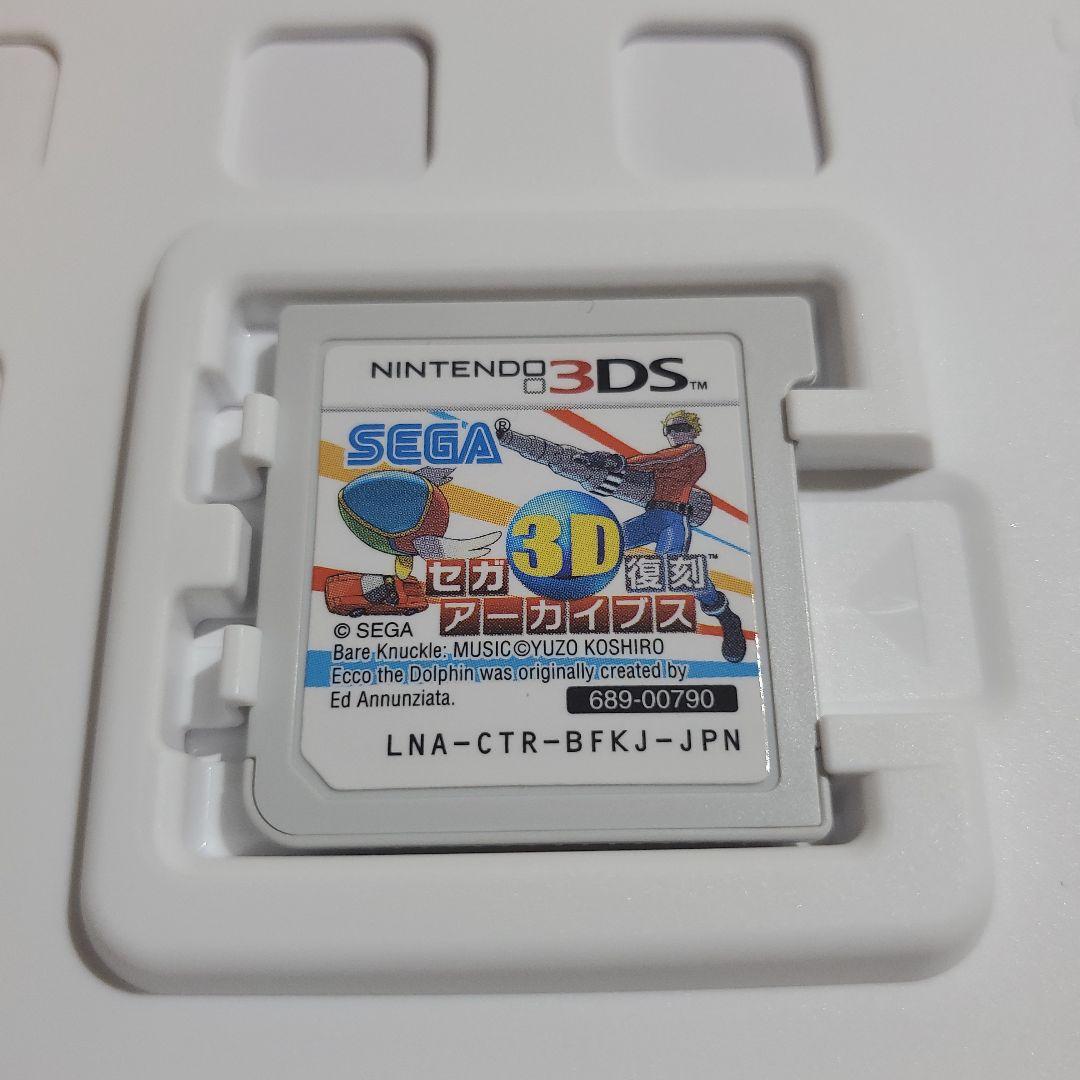 NINTENDO 3DS™
SEGA®
セガ 3D 復刻™
アーカイブス
© SEGA
Bare Knuckle: MUSIC©YUZO KOSHIRO
Ecco the Dolphin was originally created by
Ed Annunziata.
689-00790
LNA-CTR-BFKJ-JPN